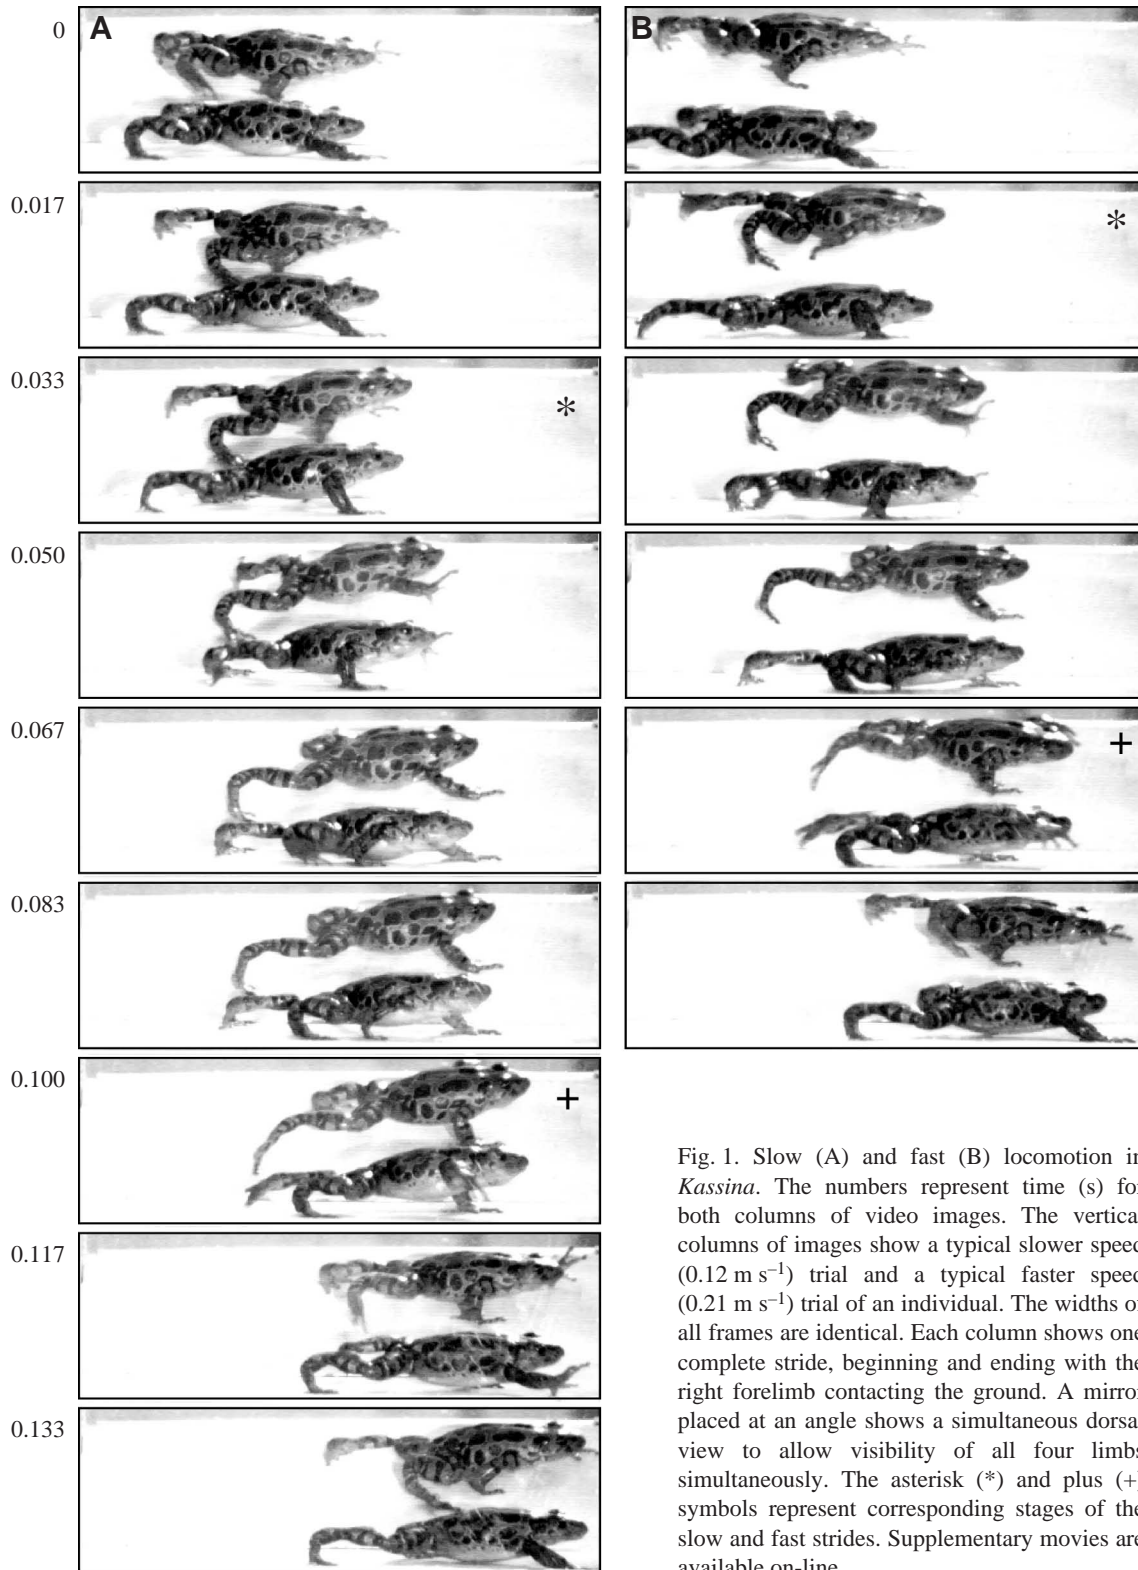 A
B
0
0.017
*
0.033
*
0.050
0.067
+
0.083
0.100
+
0.117
0.133
Fig. 1. Slow (A) and fast (B) locomotion in
Kassina. The numbers represent time (s) for
both columns of video images. The vertical
columns of images show a typical slower speed
(0.12 m s–1) trial and a typical faster speed
(0.21 m s–1) trial of an individual. The widths of
all frames are identical. Each column shows one
complete stride, beginning and ending with the
right forelimb contacting the ground. A mirror
placed at an angle shows a simultaneous dorsal
view to allow visibility of all four limbs
simultaneously. The asterisk (*) and plus (+)
symbols represent corresponding stages of the
slow and fast strides. Supplementary movies are
available on-line.